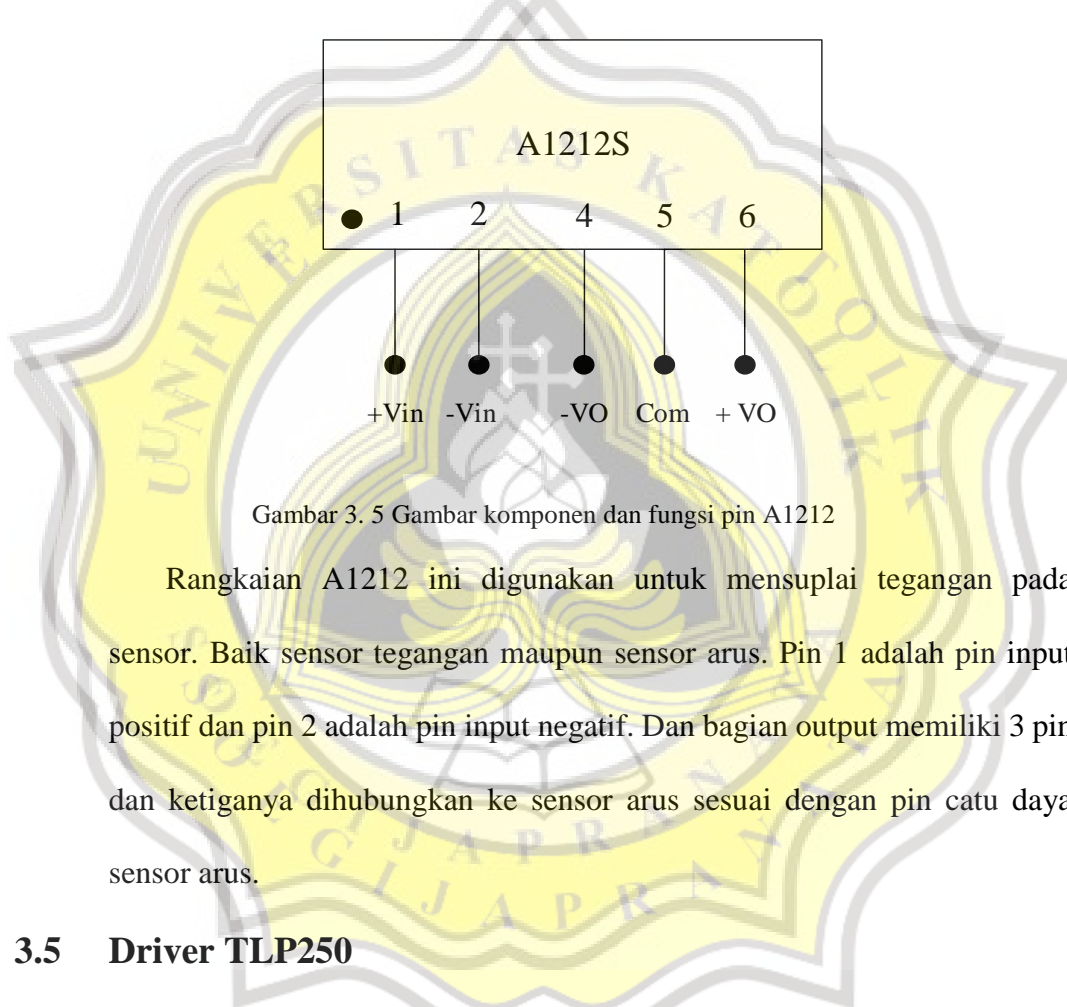 A1212S
1 2 4 5 6
+Vin -Vin -VO Com + VO
Gambar 3. 5 Gambar komponen dan fungsi pin A1212
Rangkaian A1212 ini digunakan untuk mensuplai tegangan pada
sensor. Baik sensor tegangan maupun sensor arus. Pin 1 adalah pin input
positif dan pin 2 adalah pin input negatif. Dan bagian output memiliki 3 pin
dan ketiganya dihubungkan ke sensor arus sesuai dengan pin catu daya
sensor arus.
3.5 Driver TLP250
UNIVERSITAS KATOLIK
SOEGIJAPRANATA